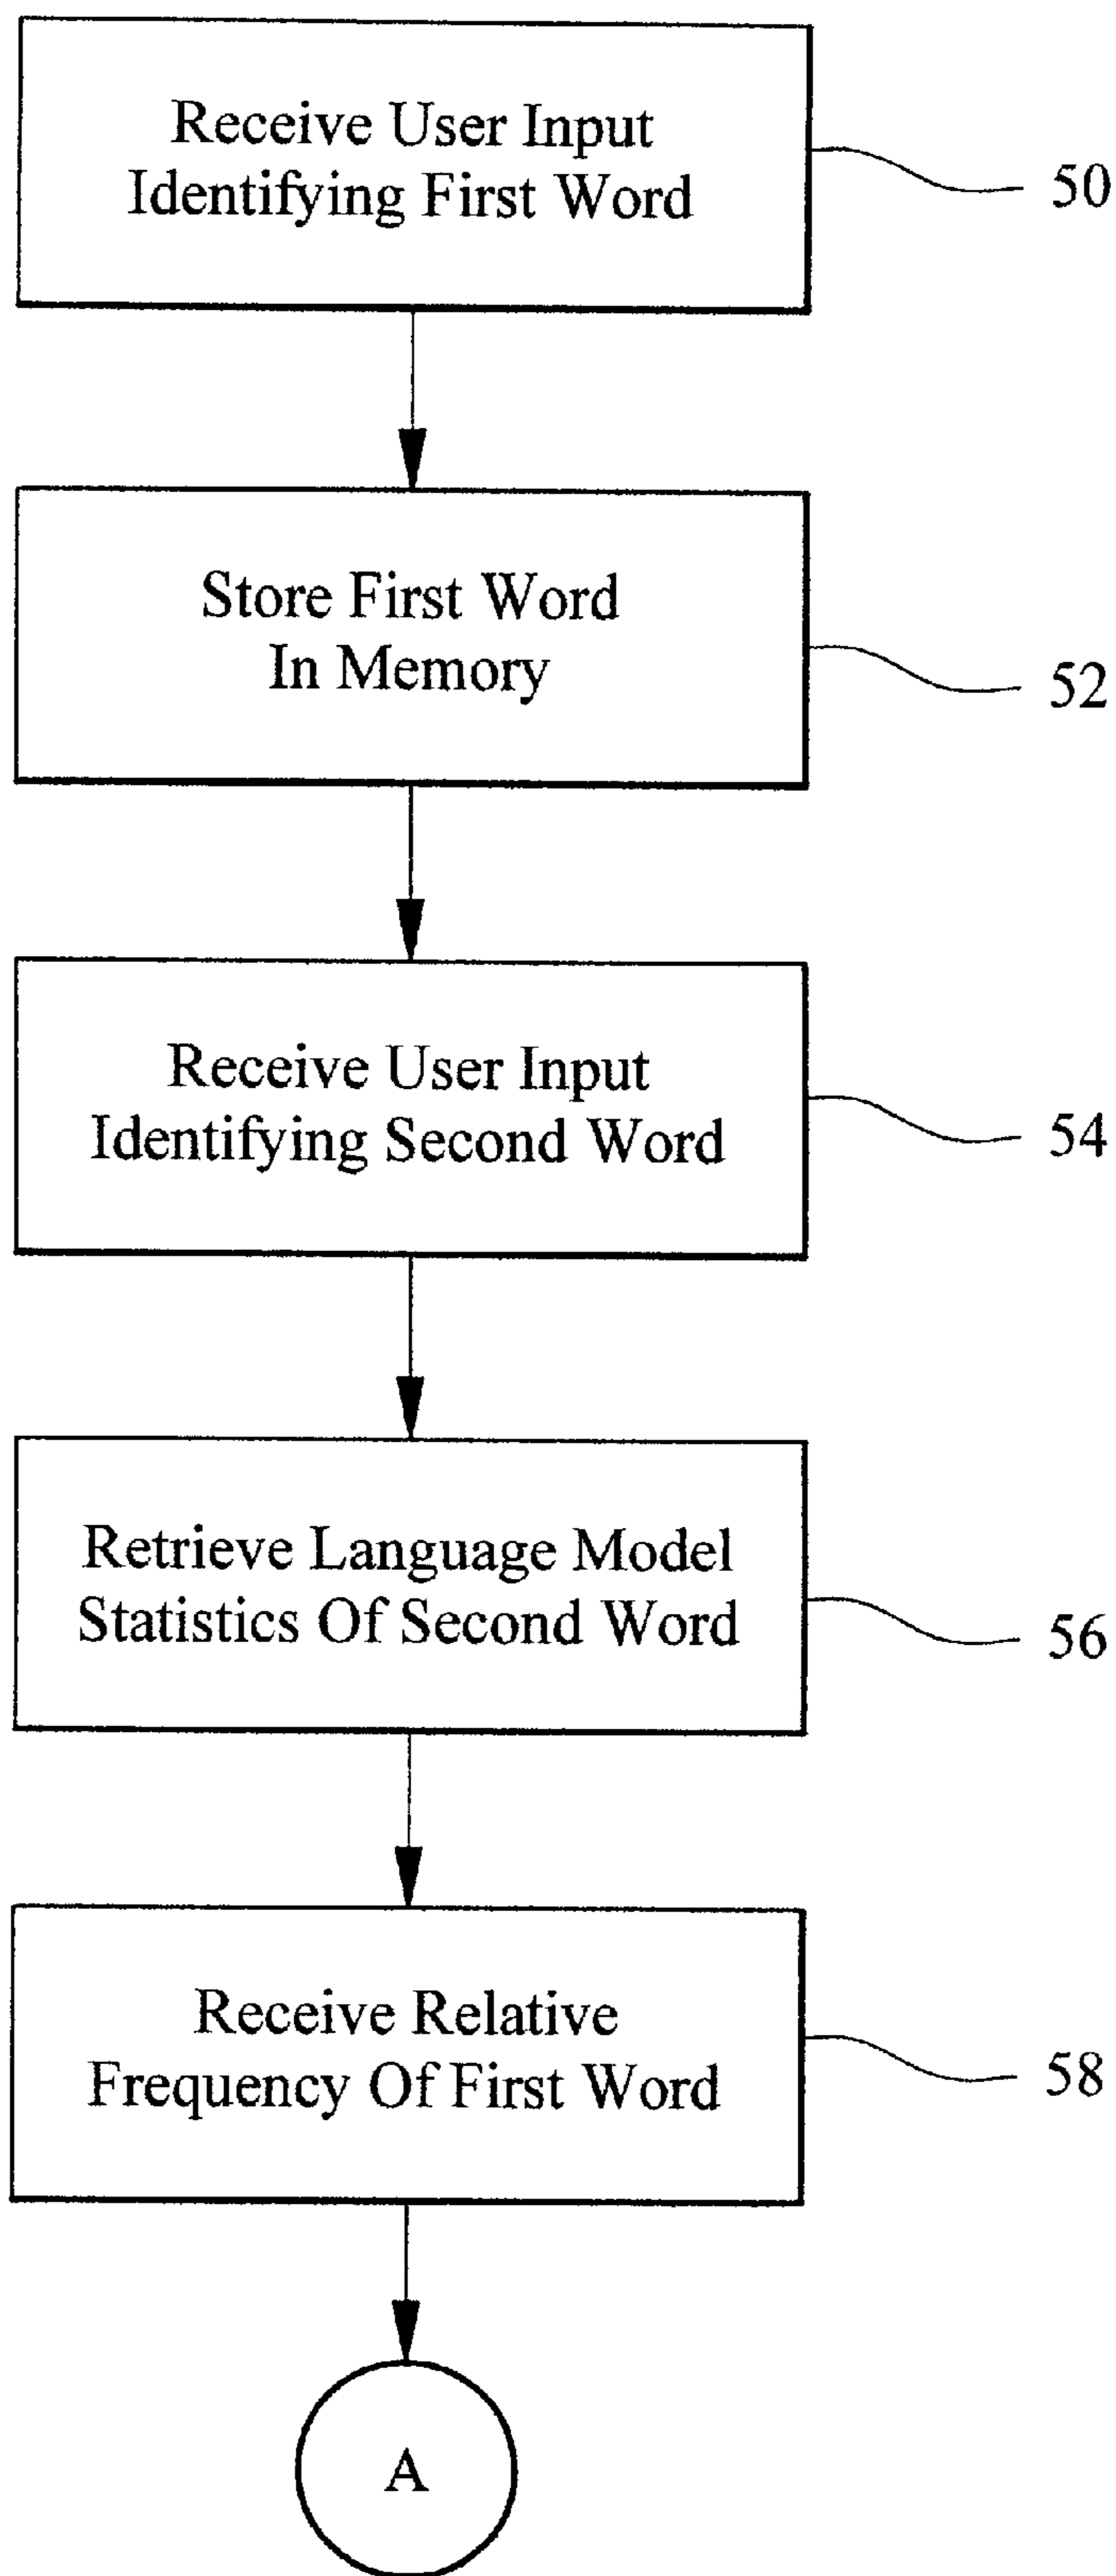 Receive User Input
Identifying First Word
50
Store First Word
In Memory
52
Receive User Input
Identifying Second Word
54
Retrieve Language Model
Statistics Of Second Word
56
Receive Relative
Frequency Of First Word
58
A